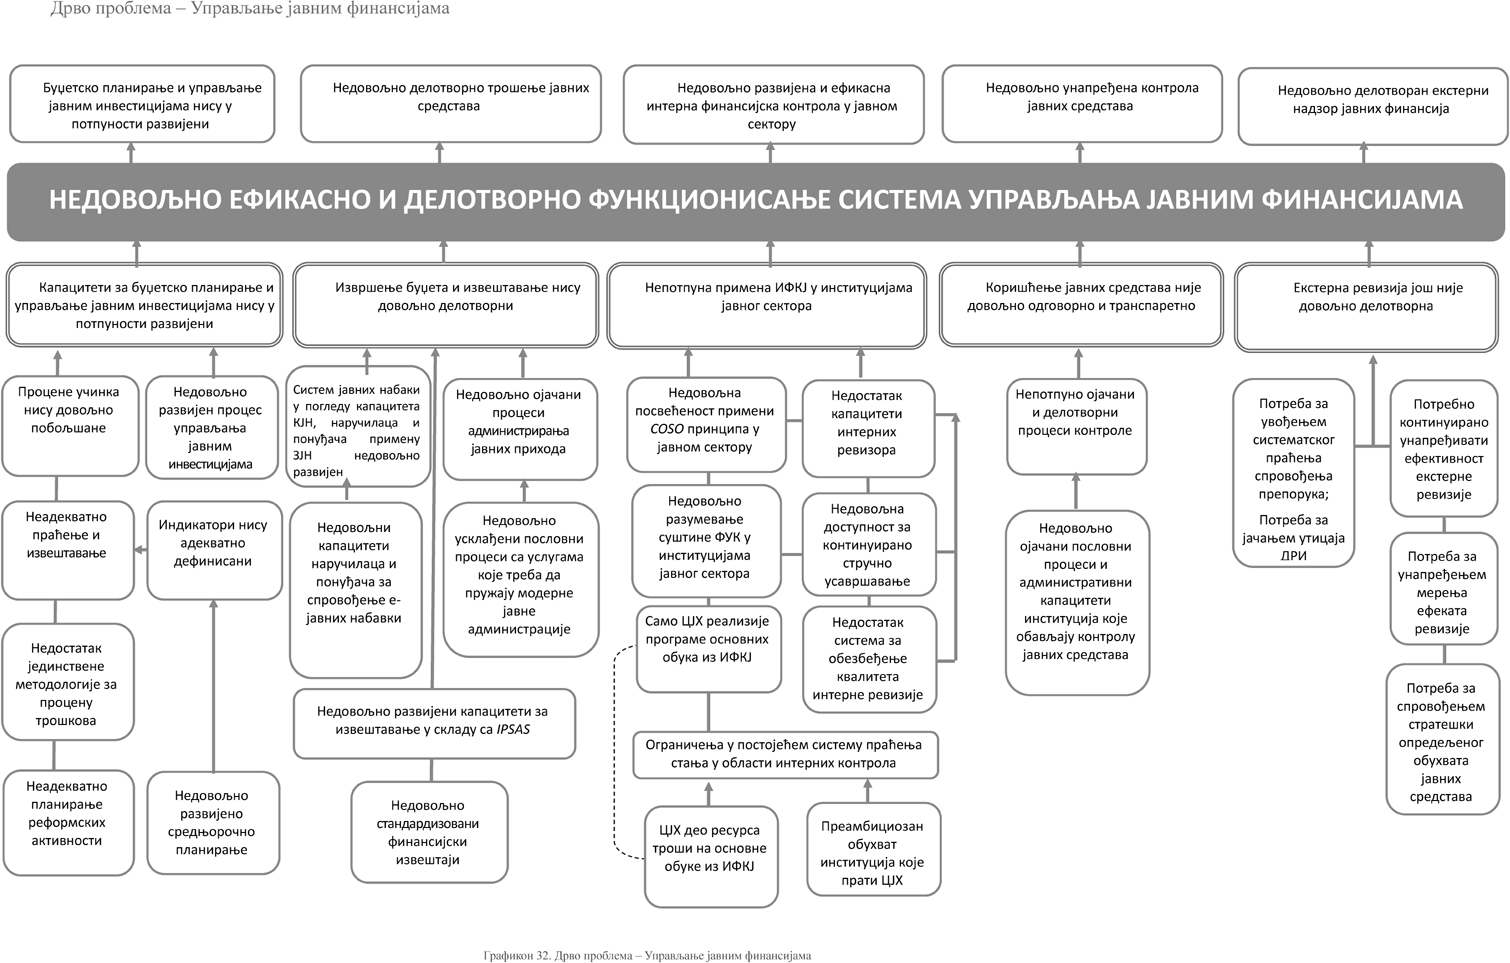 Дрво проблема – Управљање јавним финансијама
Буџетско планирање и управљање
јавним инвестицијама нису у
потпуности развијени
Недовољно делотворно трошење јавних
средстава
Недовољно развијена и ефикасна
интерна финансијска контрола у јавном
сектору
Недовољно унапређена контрола
јавних средстава
Недовољно делотворан екстерни
надзор јавних финансија
НЕДОВОЉНО ЕФИКАСНО И ДЕЛОТВОРНО ФУНКЦИОНИСАЊЕ СИСТЕМА УПРАВЉАЊА ЈАВНИМ ФИНАНСИЈАМА
Капацитети за буџетско планирање и
управљање јавним инвестицијама нису у
потпуности развијени
Извршење буџета и извештавање нису
довољно делотворни
Непотпуна примена ИФКЈ у институцијама
јавног сектора
Коришћење јавних средстава није
довољно одговорно и транспаретно
Екстерна ревизија још није
довољно делотворна
Процене учинка
нису довољно
побољшане
Недовољно
развијен процес
управљања
јавним
инвестицијама
Систем јавних набаки
у погледу капацитета
КЈН, наручилаца и
понуђача примену
ЗЈН недовољно
развијен
Недовољно ојачани
процеси
администрирања
јавних прихода
Недовољна
посвећеност примени
COSO принципа у
јавном сектору
Недостатак
капацитети
интерних
ревизора
Непотпуно ојачани
и делотворни
процеси контроле
Потреба за
увођењем
систематског
праћења
спровођења
препорука;
Потреба за
јачањем утицаја
ДРИ
Потребно
континуирано
унапређивати
ефективност
екстерне
ревизије
Неадекватно
праћење и
извештавање
Индикатори нису
адекватно
дефинисани
Недовољни
капацитети
наручилаца и
понуђача за
спровођење е-
јавних набавки
Недовољно
усклађени пословни
процеси са услугама
које треба да
пружају модерне
јавне
администрације
Недовољно
разумевање
суштине ФУК у
институцијама
јавног сектора
Недовољна
доступност за
континуирано
стручно
усавршавање
Недовољно
ојачани пословни
процеси и
административни
капацитети
институција које
обављају контролу
јавних средстава
Потреба за
унапређењем
мерења
ефеката
ревизије
Недостатак
јединствене
методологије за
процену
трошкова
Само ЦЈХ реализије
програме основних
обука из ИФКЈ
Недостатак
система за
обезбеђење
квалитета
интерне ревизије
Потреба за
спровођењем
стратешки
опредељеног
обухвата
јавних
средстава
Недовољно развијени капацитети за
извештавање у складу са IPSAS
Ограничења у постојећем систему праћења
стања у области интерних контрола
Неадекватно
планирање
реформских
активности
Недовољно
развијено
средњорочно
планирање
Недовољно
стандардизовани
финансијски
извештаји
ЦЈХ део ресурса
троши на основне
обуке из ИФКЈ
Преамбициозан
обухват
институција које
прати ЦЈХ
Графикон 32. Дрво проблема – Управљање јавним финансијама